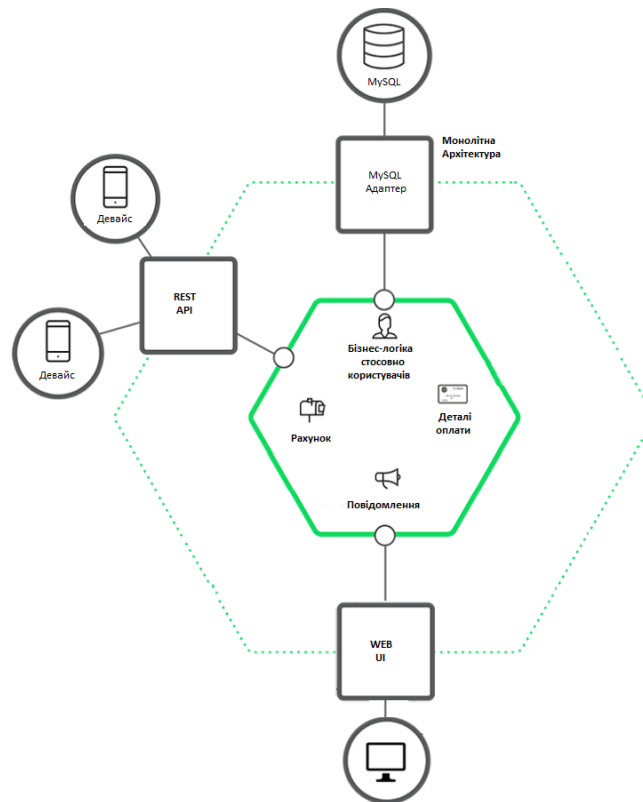 MySQL
Монолітна
Архітектура
MySQL
Адаптер
Девайс
REST
API
Девайс
Бізнес-логіка
стосовно
користувачів
Рахунок
Деталі
оплати
Повідомлення
WEB
UI